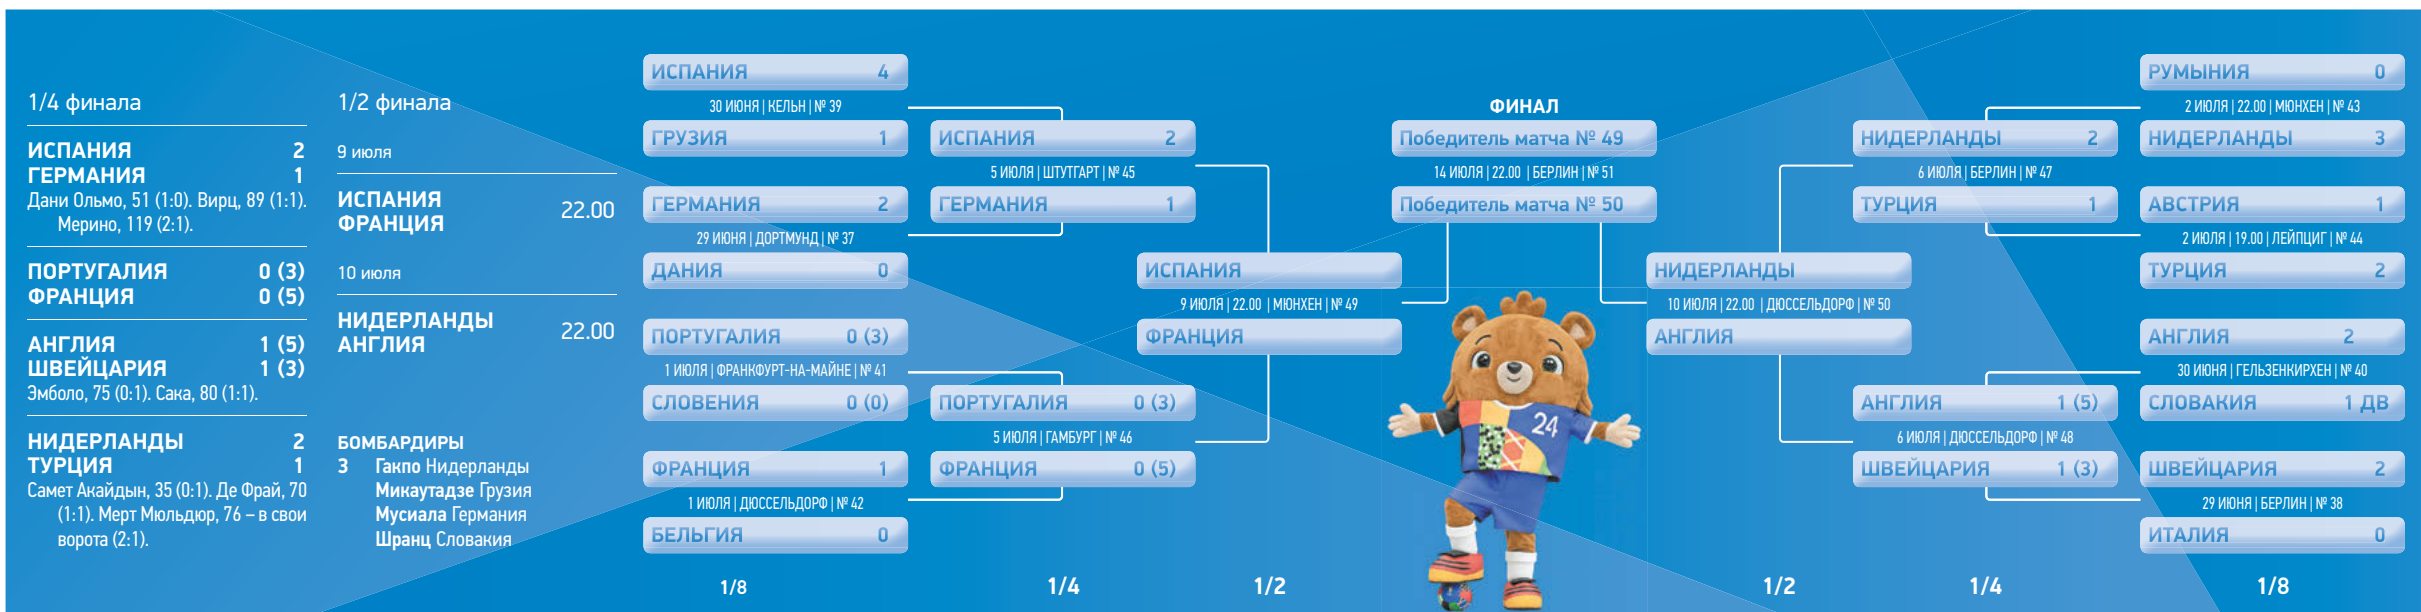 1/4 финала
ИСПАНИЯ 2
ГЕРМАНИЯ 1
Дани Ольмо, 51 (1:0). Вирц, 89 (1:1).
Мерино, 119 (2:1).
ПОРТУГАЛИЯ 0 (3)
ФРАНЦИЯ 0 (5)
АНГЛИЯ 1 (5)
ШВЕЙЦАРИЯ 1 (3)
Эмболо, 75 (0:1). Сака, 80 (1:1).
НИДЕРЛАНДЫ 2
ТУРЦИЯ 1
Самет Акайдын, 35 (0:1). Де Фрай, 70
(1:1). Мерт Мюльдюр, 76 – в свои
ворота (2:1).
1/2 финала
9 июля
ИСПАНИЯ
ФРАНЦИЯ
22.00
10 июля
НИДЕРЛАНДЫ
АНГЛИЯ
22.00
БОМБАРДИРЫ
3 Гакпо Нидерланды
Микаутадзе Грузия
Мусиала Германия
Шранц Словакия
ИСПАНИЯ 4
30 ИЮНЯ | КЕЛЬН | № 39
ГРУЗИЯ 1
ГЕРМАНИЯ 2
29 ИЮНЯ | ДОРТМУНД | № 37
ДАНИЯ 0
ПОРТУГАЛИЯ 0 (3)
1 ИЮЛЯ | ФРАНКФУРТ-НА-МАЙНЕ | № 41
СЛОВЕНИЯ 0 (0)
ФРАНЦИЯ 1
1 ИЮЛЯ | ДЮССЕЛЬДОРФ | № 42
БЕЛЬГИЯ 0
1/8
ИСПАНИЯ 2
5 ИЮЛЯ | ШТУТГАРТ | № 45
ГЕРМАНИЯ 1
ПОРТУГАЛИЯ 0 (3)
5 ИЮЛЯ | ГАМБУРГ | № 46
ФРАНЦИЯ 0 (5)
1/4
ИСПАНИЯ
9 ИЮЛЯ | 22.00 | МЮНХЕН | № 49
ФРАНЦИЯ
1/2
ФИНАЛ
Победитель матча № 49
14 ИЮЛЯ | 22.00 | БЕРЛИН | № 51
Победитель матча № 50
24
НИДЕРЛАНДЫ
10 ИЮЛЯ | 22.00 | ДЮССЕЛЬДОРФ | № 50
АНГЛИЯ
1/2
НИДЕРЛАНДЫ 2
6 ИЮЛЯ | БЕРЛИН | № 47
ТУРЦИЯ 1
АНГЛИЯ 1 (5)
6 ИЮЛЯ | ДЮССЕЛЬДОРФ | № 48
ШВЕЙЦАРИЯ 1 (3)
1/4
РУМЫНИЯ 0
2 ИЮЛЯ | 22.00 | МЮНХЕН | № 43
НИДЕРЛАНДЫ 3
АВСТРИЯ 1
2 ИЮЛЯ | 19.00 | ЛЕЙПЦИГ | № 44
ТУРЦИЯ 2
АНГЛИЯ 2
30 ИЮНЯ | ГЕЛЬЗЕНКИРХЕН | № 40
СЛОВАКИЯ 1 ДВ
ШВЕЙЦАРИЯ 2
29 ИЮНЯ | БЕРЛИН | № 38
ИТАЛИЯ 0
1/8